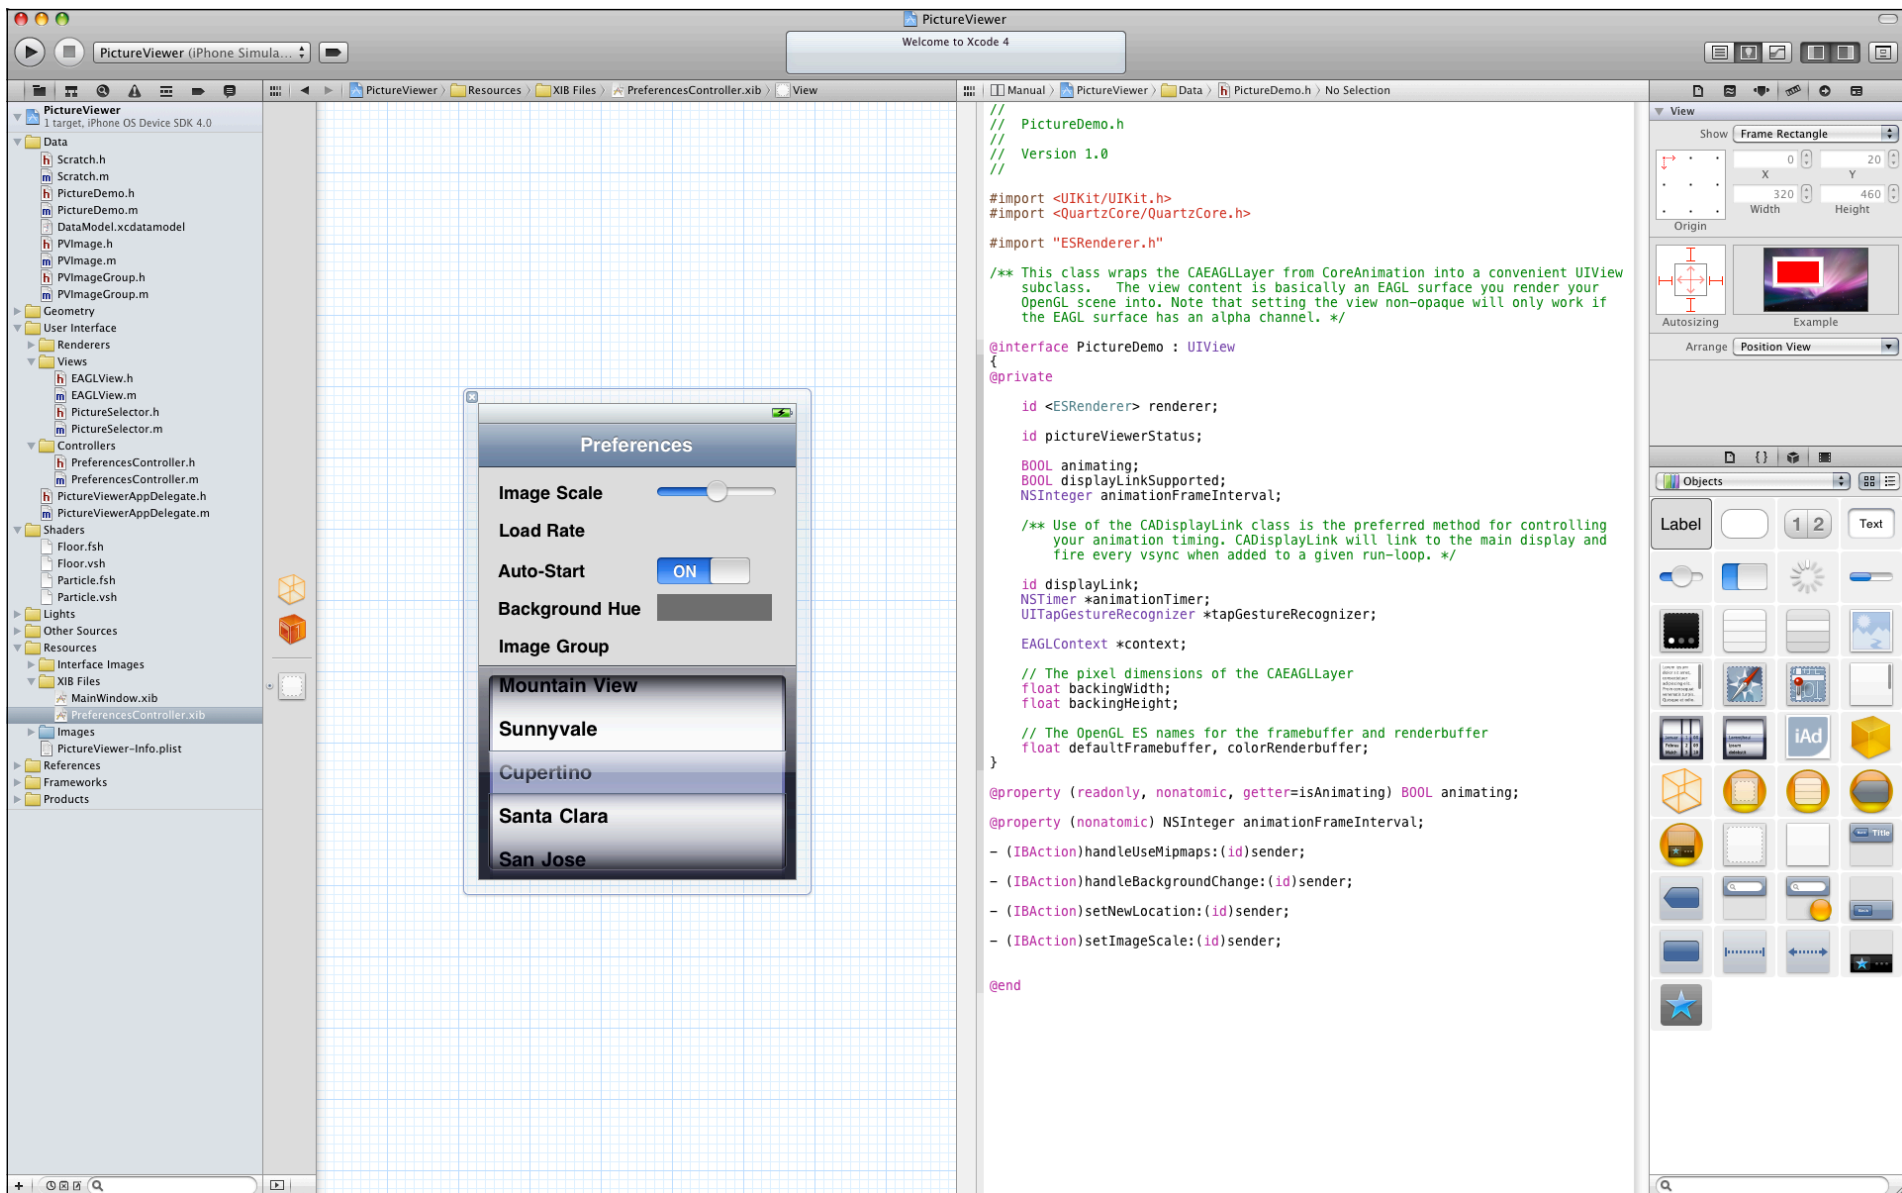 PictureViewer
PictureViewer (iPhone Simula...
Welcome to Xcode 4
PictureViewer
1 target, iPhone OS Device SDK 4.0
Data
Scratch.h
Scratch.m
PictureDemo.h
PictureDemo.m
DataModel.xcdatamodel
PVImage.h
PVImage.m
PVImageGroup.h
PVImageGroup.m
Geometry
User Interface
Renderers
Views
EAGLView.h
EAGLView.m
PictureSelector.h
PictureSelector.m
Controllers
PreferencesController.h
PreferencesController.m
PictureViewerAppDelegate.h
PictureViewerAppDelegate.m
Shaders
Floor.fsh
Floor.vsh
Particle.fsh
Particle.vsh
Lights
Other Sources
Resources
Interface Images
XIB Files
MainWindow.xib
PreferencesController.xib
Images
PictureViewer-Info.plist
References
Frameworks
Products
PictureViewer Resources XIB Files PreferencesController.xib View
Preferences
Image Scale
Load Rate
Auto-Start ON
Background Hue
Image Group
Mountain View
Sunnyvale
Cupertino
Santa Clara
San Jose
Manual PictureViewer Data PictureDemo.h No Selection
//
// PictureDemo.h
//
// Version 1.0
//
#import <UIKit/UIKit.h>
#import <QuartzCore/QuartzCore.h>
#import "ESRenderer.h"
/** This class wraps the CAEAGLLayer from CoreAnimation into a convenient UIView
subclass. The view content is basically an EAGL surface you render your
OpenGL scene into. Note that setting the view non-opaque will only work if
the EAGL surface has an alpha channel. */
@interface PictureDemo : UIView
{
@private
id <ESRenderer> renderer;
id pictureViewerStatus;
BOOL animating;
BOOL displayLinkSupported;
NSInteger animationFrameInterval;
/** Use of the CADisplayLink class is the preferred method for controlling
your animation timing. CADisplayLink will link to the main display and
fire every vsync when added to a given run-loop. */
id displayLink;
NSTimer *animationTimer;
UITapGestureRecognizer *tapGestureRecognizer;
EAGLContext *context;
// The pixel dimensions of the CAEAGLLayer
float backingWidth;
float backingHeight;
// The OpenGL ES names for the framebuffer and renderbuffer
float defaultFramebuffer, colorRenderbuffer;
}
@property (readonly, nonatomic, getter=isAnimating) BOOL animating;
@property (nonatomic) NSInteger animationFrameInterval;
- (IBAction)handleUseMipmaps:(id)sender;
- (IBAction)handleBackgroundChange:(id)sender;
- (IBAction)setNewLocation:(id)sender;
- (IBAction)setImageScale:(id)sender;
@end
View
Show Frame Rectangle
0 20
X Y
320 460
Width Height
Origin
Autosizing Example
Arrange Position View
{}
Objects
Label 1 2 Text
iAd
Title